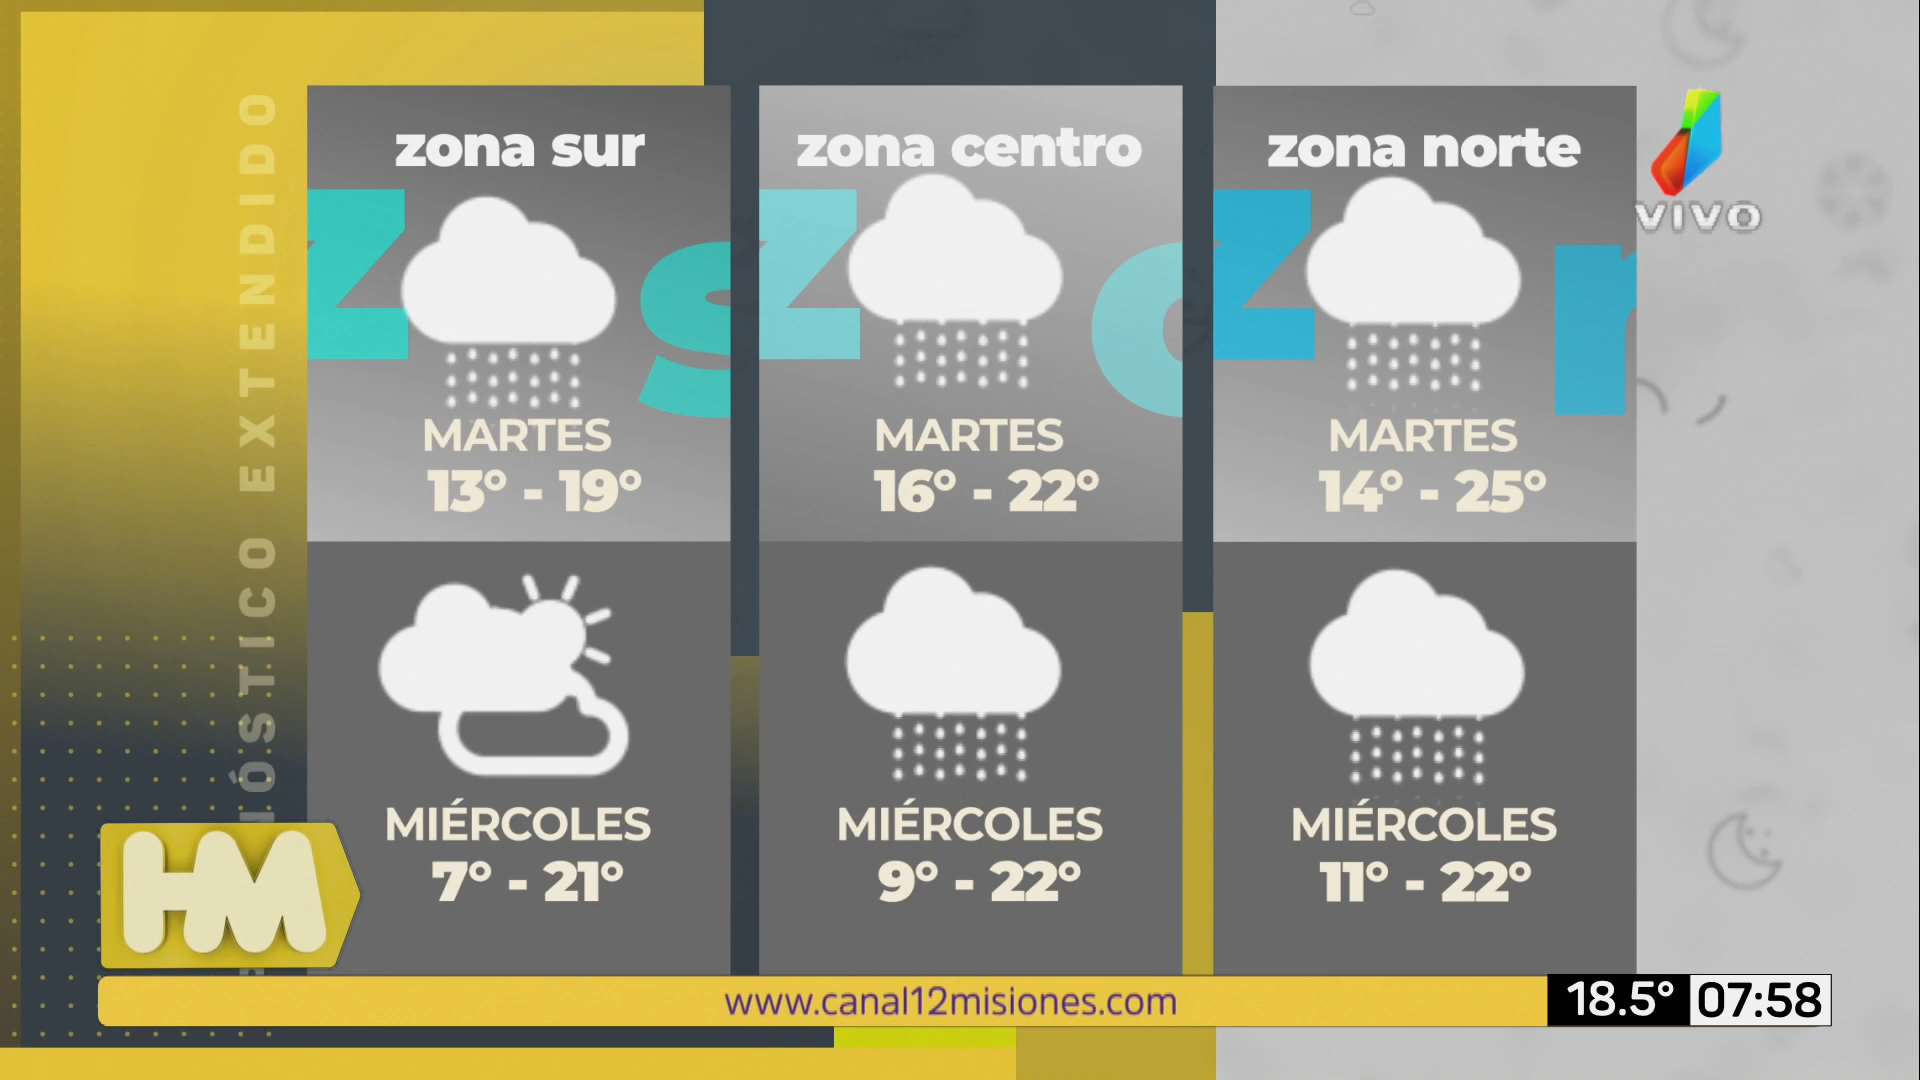 zona sur
MARTES
13° - 19°
MIÉRCOLES
7° - 21°
zona centro
MARTES
16° - 22°
MIÉRCOLES
9° - 22°
zona norte
MARTES
14° - 25°
MIÉRCOLES
11° - 22°
VIVO
ÓSTICO EXTENDIDO
z s
z c
z n
HM
www.canal12misiones.com
18.5° 07:58